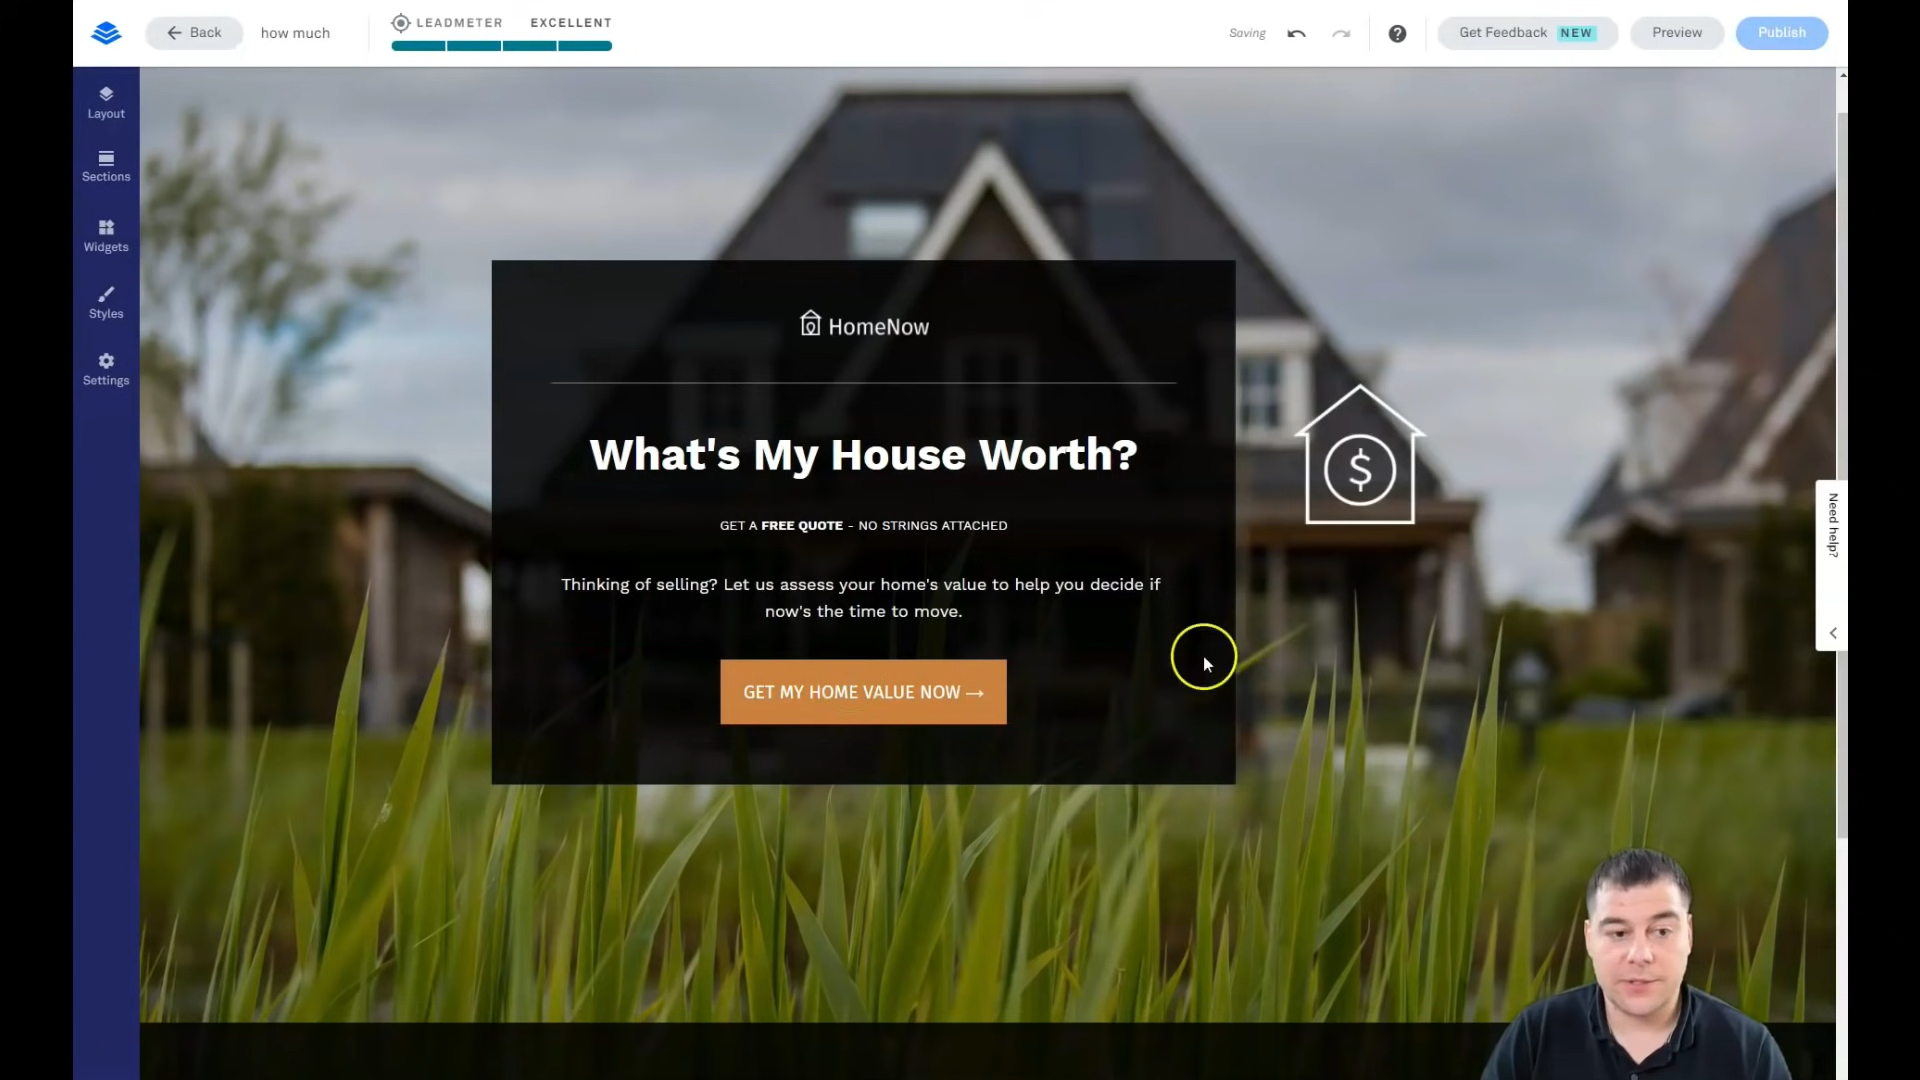 Back
how much
LEADMETER EXCELLENT
Saving
Get Feedback NEW
Preview
Publish
Layout
Sections
Widgets
Styles
Settings
HomeNow
What's My House Worth?
GET A FREE QUOTE - NO STRINGS ATTACHED
Thinking of selling? Let us assess your home's value to help you decide if
now's the time to move.
GET MY HOME VALUE NOW →
$
Need help?